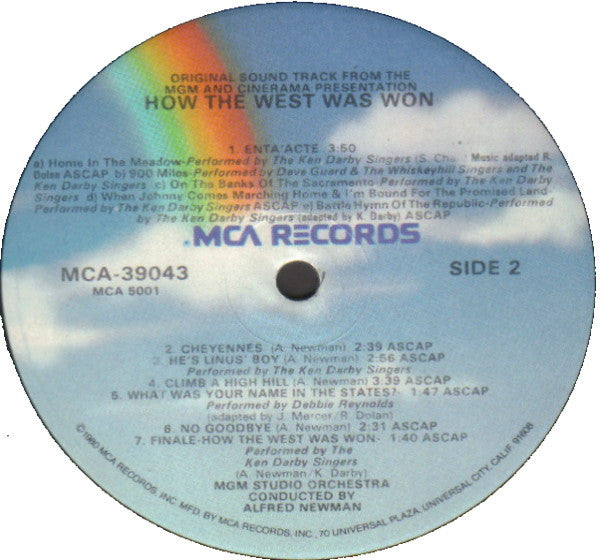 ORIGINAL SOUND TRACK FROM THE
MGM AND CINERAMA PRESENTATION
HOW THE WEST WAS WON
1. ENTA'ACTE 3:50
a) Home In The Meadow-Performed by The Ken Darby Singers (S. Cha Music adapted R.
Dolan ASCAP b) 900 Miles-Performed by Dave Guard & The Whiskeyhill Singers and The
Ken Darby Singers c) On The Banks Of The Sacramento-Performed by The Ken Darby
Singers d) When Johnny Comes Marching Home & I'm Bound For The Promised Land-
Performed by The Ken Darby Singers ASCAP e) Battle Hymn Of The Republic-Performed
by The Ken Darby Singers (adapted by K. Darby) ASCAP
MCA RECORDS
MCA-39043
MCA 5001
SIDE 2
2. CHEYENNES (A. Newman) 2:39 ASCAP
3. HE'S LINUS' BOY (A. Newman) 2:56 ASCAP
Performed by The Ken Darby Singers
4. CLIMB A HIGH HILL (A. Newman) 3:39 ASCAP
5. WHAT WAS YOUR NAME IN THE STATES?- 1:47 ASCAP
Performed by Debbie Reynolds
(adapted by J. Mercer/R. Dolan)
6. NO GOODBYE (A. Newman) 2:31 ASCAP
7. FINALE-HOW THE WEST WAS WON- 1:40 ASCAP
Performed by The
Ken Darby Singers
(A. Newman/K. Darby)
MGM STUDIO ORCHESTRA
CONDUCTED BY
ALFRED NEWMAN
©1980 MCA RECORDS, INC. MFD. BY MCA RECORDS, INC., 70 UNIVERSAL PLAZA, UNIVERSAL CITY, CALIF. 91608